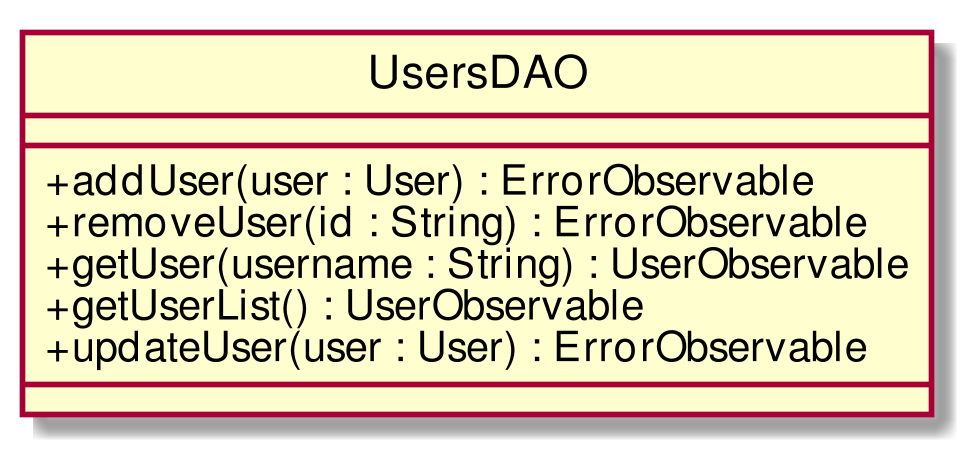 UsersDAO
+addUser(user : User) : ErrorObservable
+removeUser(id : String) : ErrorObservable
+getUser(username : String) : UserObservable
+getUserList() : UserObservable
+updateUser(user : User) : ErrorObservable